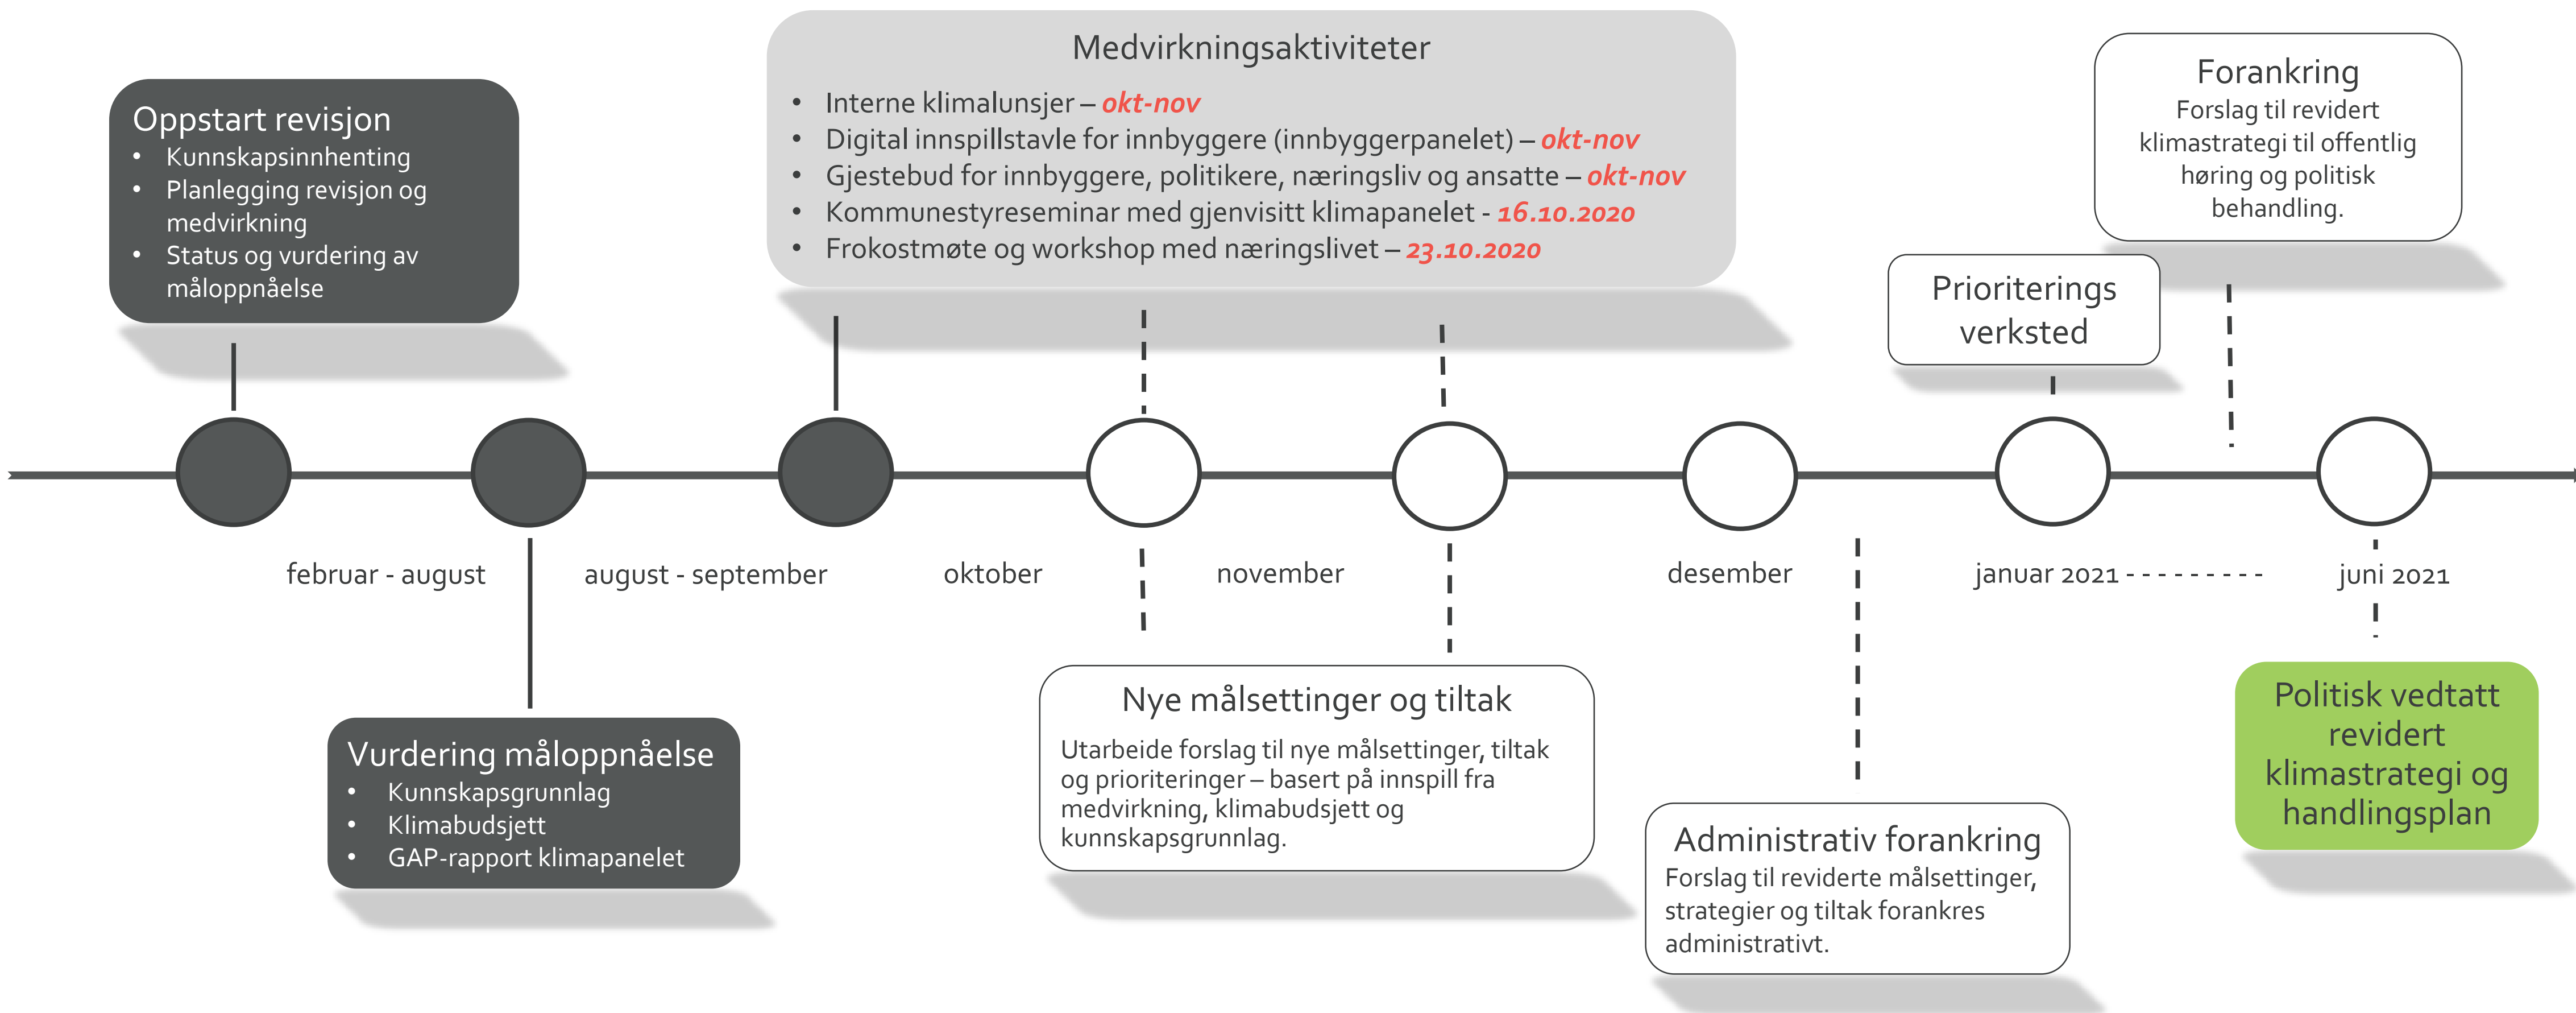 Oppstart revisjon
• Kunnskapsinnhenting
• Planlegging revisjon og
medvirkning
• Status og vurdering av
måloppnåelse
Medvirkningsaktiviteter
• Interne klimalunsjer – okt-nov
• Digital innspillstavle for innbyggere (innbyggerpanelet) – okt-nov
• Gjestebud for innbyggere, politikere, næringsliv og ansatte – okt-nov
• Kommunestyreseminar med gjenvisitt klimapanelet - 16.10.2020
• Frokostmøte og workshop med næringslivet – 23.10.2020
Forankring
Forslag til revidert
klimastrategi til offentlig
høring og politisk
behandling.
Prioriterings
verksted
februar - august
august - september
oktober
november
desember
januar 2021 - - - - - - - - -
juni 2021
Vurdering måloppnåelse
• Kunnskapsgrunnlag
• Klimabudsjett
• GAP-rapport klimapanelet
Nye målsettinger og tiltak
Utarbeide forslag til nye målsettinger, tiltak
og prioriteringer – basert på innspill fra
medvirkning, klimabudsjett og
kunnskapsgrunnlag.
Administrativ forankring
Forslag til reviderte målsettinger,
strategier og tiltak forankres
administrativt.
Politisk vedtatt
revidert
klimastrategi og
handlingsplan